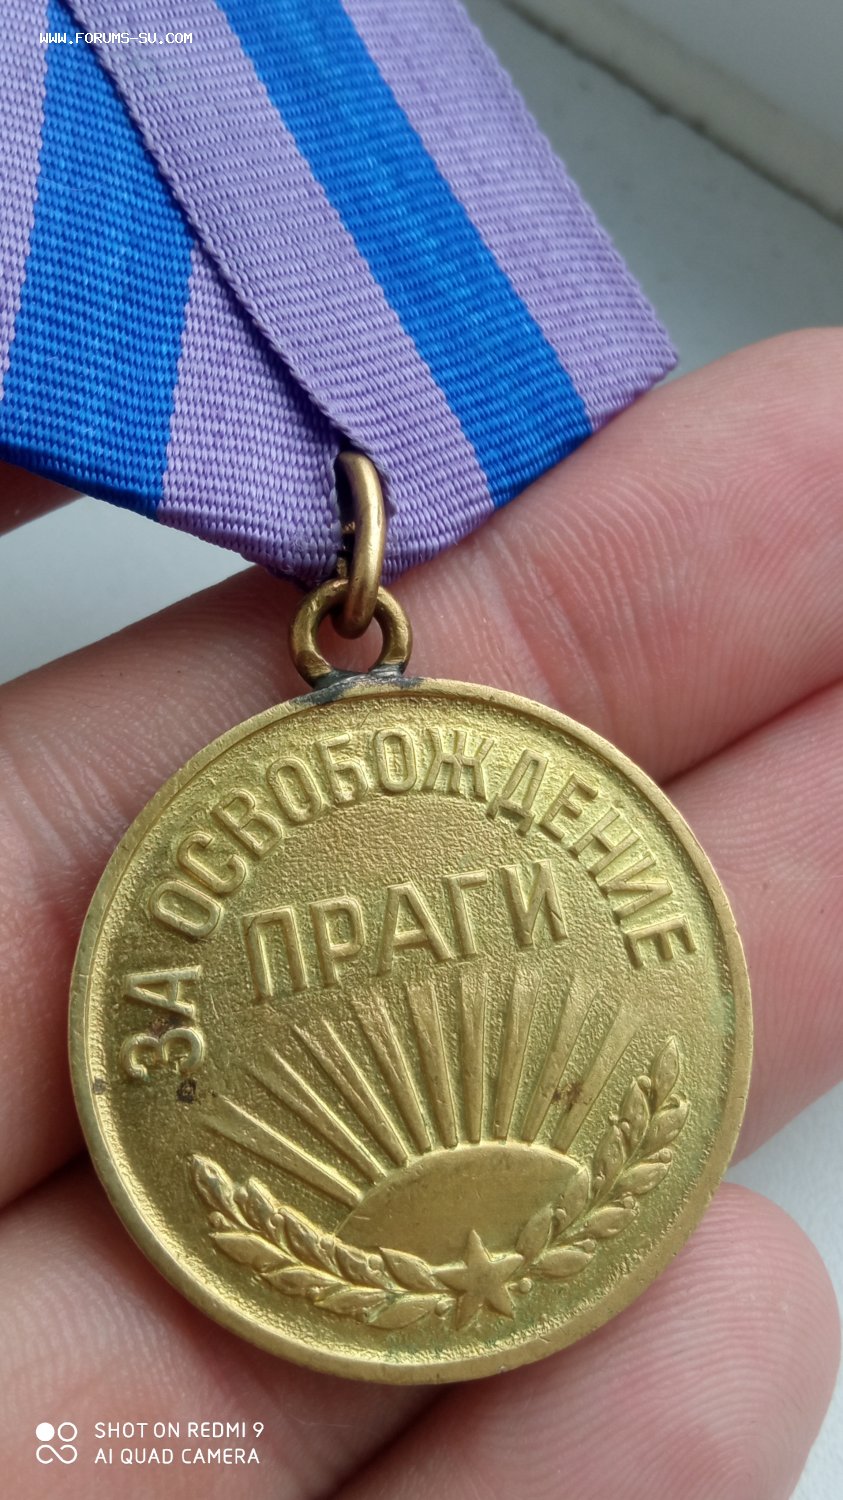 WWW.FORUMS-SU.COM
ЗА ОСВОБОЖДЕНИЕ
ПРАГИ
SHOT ON REDMI 9
AI QUAD CAMERA